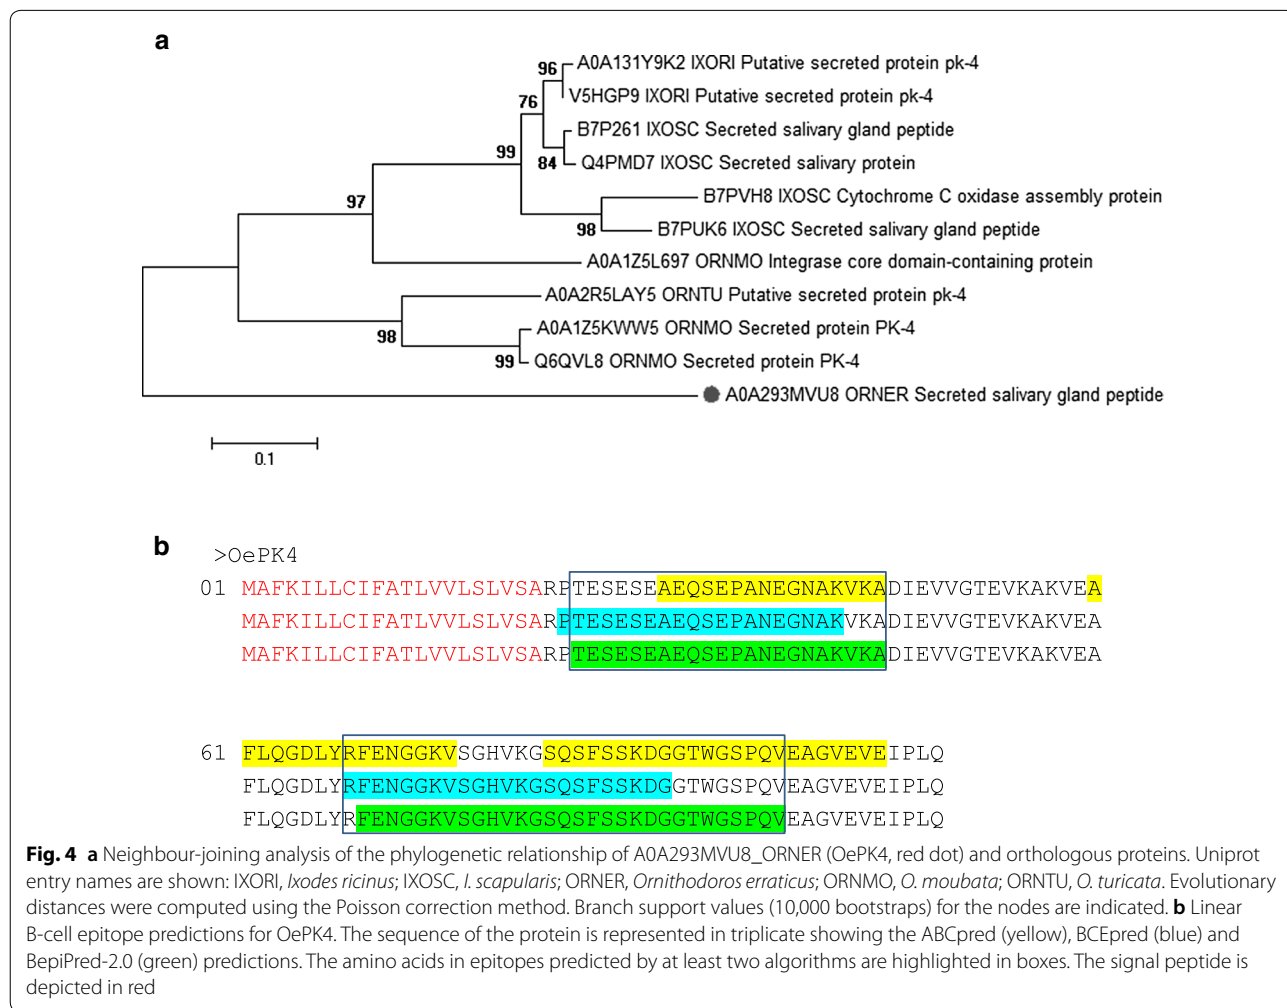 a
96
A0A131Y9K2 IXORI Putative secreted protein pk-4
V5HGP9 IXORI Putative secreted protein pk-4
76
B7P261 IXOSC Secreted salivary gland peptide
99
84
Q4PMD7 IXOSC Secreted salivary protein
97
B7PVH8 IXOSC Cytochrome C oxidase assembly protein
98
B7PUK6 IXOSC Secreted salivary gland peptide
A0A1Z5L697 ORNMO Integrase core domain-containing protein
A0A2R5LAY5 ORNTU Putative secreted protein pk-4
98
A0A1Z5KWW5 ORNMO Secreted protein PK-4
99
Q6QVL8 ORNMO Secreted protein PK-4
A0A293MVU8 ORNER Secreted salivary gland peptide
0.1
b
>OePK4
01 MAFKILLCIFATLVVLSLVSARPTESESEAEQSEPANEGNAKVKADIEVVGTEVKAKVEA
MAFKILLCIFATLVVLSLVSARPTESESEAEQSEPANEGNAKVKADIEVVGTEVKAKVEA
MAFKILLCIFATLVVLSLVSARPTESESEAEQSEPANEGNAKVKADIEVVGTEVKAKVEA
61 FLQGDLYRFENGGKVSGHVKGSQSFSSKDGGTWGSPQVEAGVEVEIPLQ
FLQGDLYRFENGGKVSGHVKGSQSFSSKDGGTWGSPQVEAGVEVEIPLQ
FLQGDLYRFENGGKVSGHVKGSQSFSSKDGGTWGSPQVEAGVEVEIPLQ
Fig. 4 a Neighbour-joining analysis of the phylogenetic relationship of A0A293MVU8_ORNER (OePK4, red dot) and orthologous proteins. Uniprot
entry names are shown: IXORI, Ixodes ricinus; IXOSC, I. scapularis; ORNER, Ornithodoros erraticus; ORNMO, O. moubata; ORNTU, O. turicata. Evolutionary
distances were computed using the Poisson correction method. Branch support values (10,000 bootstraps) for the nodes are indicated. b Linear
B-cell epitope predictions for OePK4. The sequence of the protein is represented in triplicate showing the ABCpred (yellow), BCEpred (blue) and
BepiPred-2.0 (green) predictions. The amino acids in epitopes predicted by at least two algorithms are highlighted in boxes. The signal peptide is
depicted in red